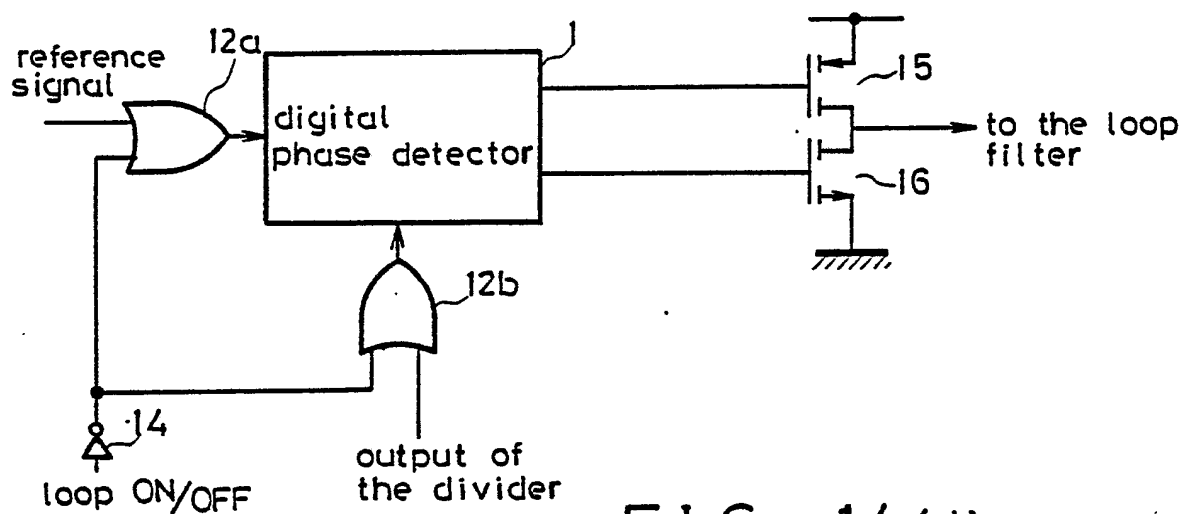 reference
signal
12a
1
digital
phase detector
15
to the loop
filter
16
12b
14
output of
the divider
loop ON/OFF